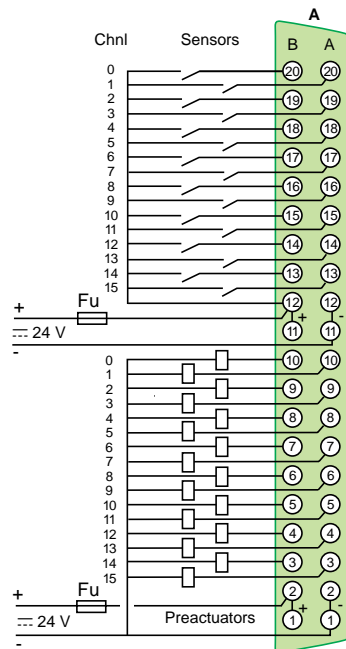 A
Chnl Sensors B A
0 20 20
1
2 19 19
3
4 18 18
5
6 17 17
7
8 16 16
9
10 15 15
11
12 14 14
13
14 13 13
15
12 12
+ Fu + -
11 11
24 V
-
0 10 10
1
2 9 9
3
4 8 8
5
6 7 7
7
8 6 6
9
10 5 5
11
12 4 4
13
14 3 3
15
2 2
+ Fu + -
24 V Preactuators 1 1
-